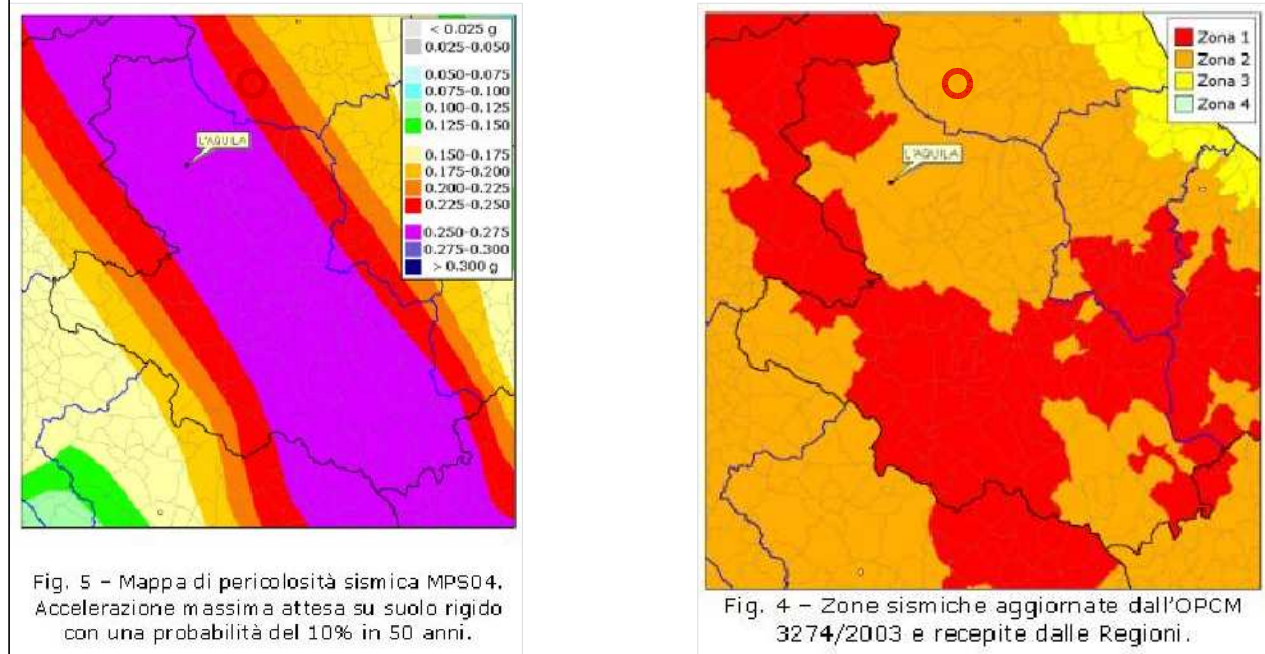 < 0.025 g
0.025-0.050
0.050-0.075
0.075-0.100
0.100-0.125
0.125-0.150
0.150-0.175
0.175-0.200
0.200-0.225
0.225-0.250
0.250-0.275
0.275-0.300
> 0.300 g
L'AQUILA
Fig. 5 – Mappa di pericolosità sismica MPS04.
Accelerazione massima attesa su suolo rigido
con una probabilità del 10% in 50 anni.
Zona 1
Zona 2
Zona 3
Zona 4
L'AQUILA
Fig. 4 – Zone sismiche aggiornate dall'OPCM
3274/2003 e recepite dalle Regioni.